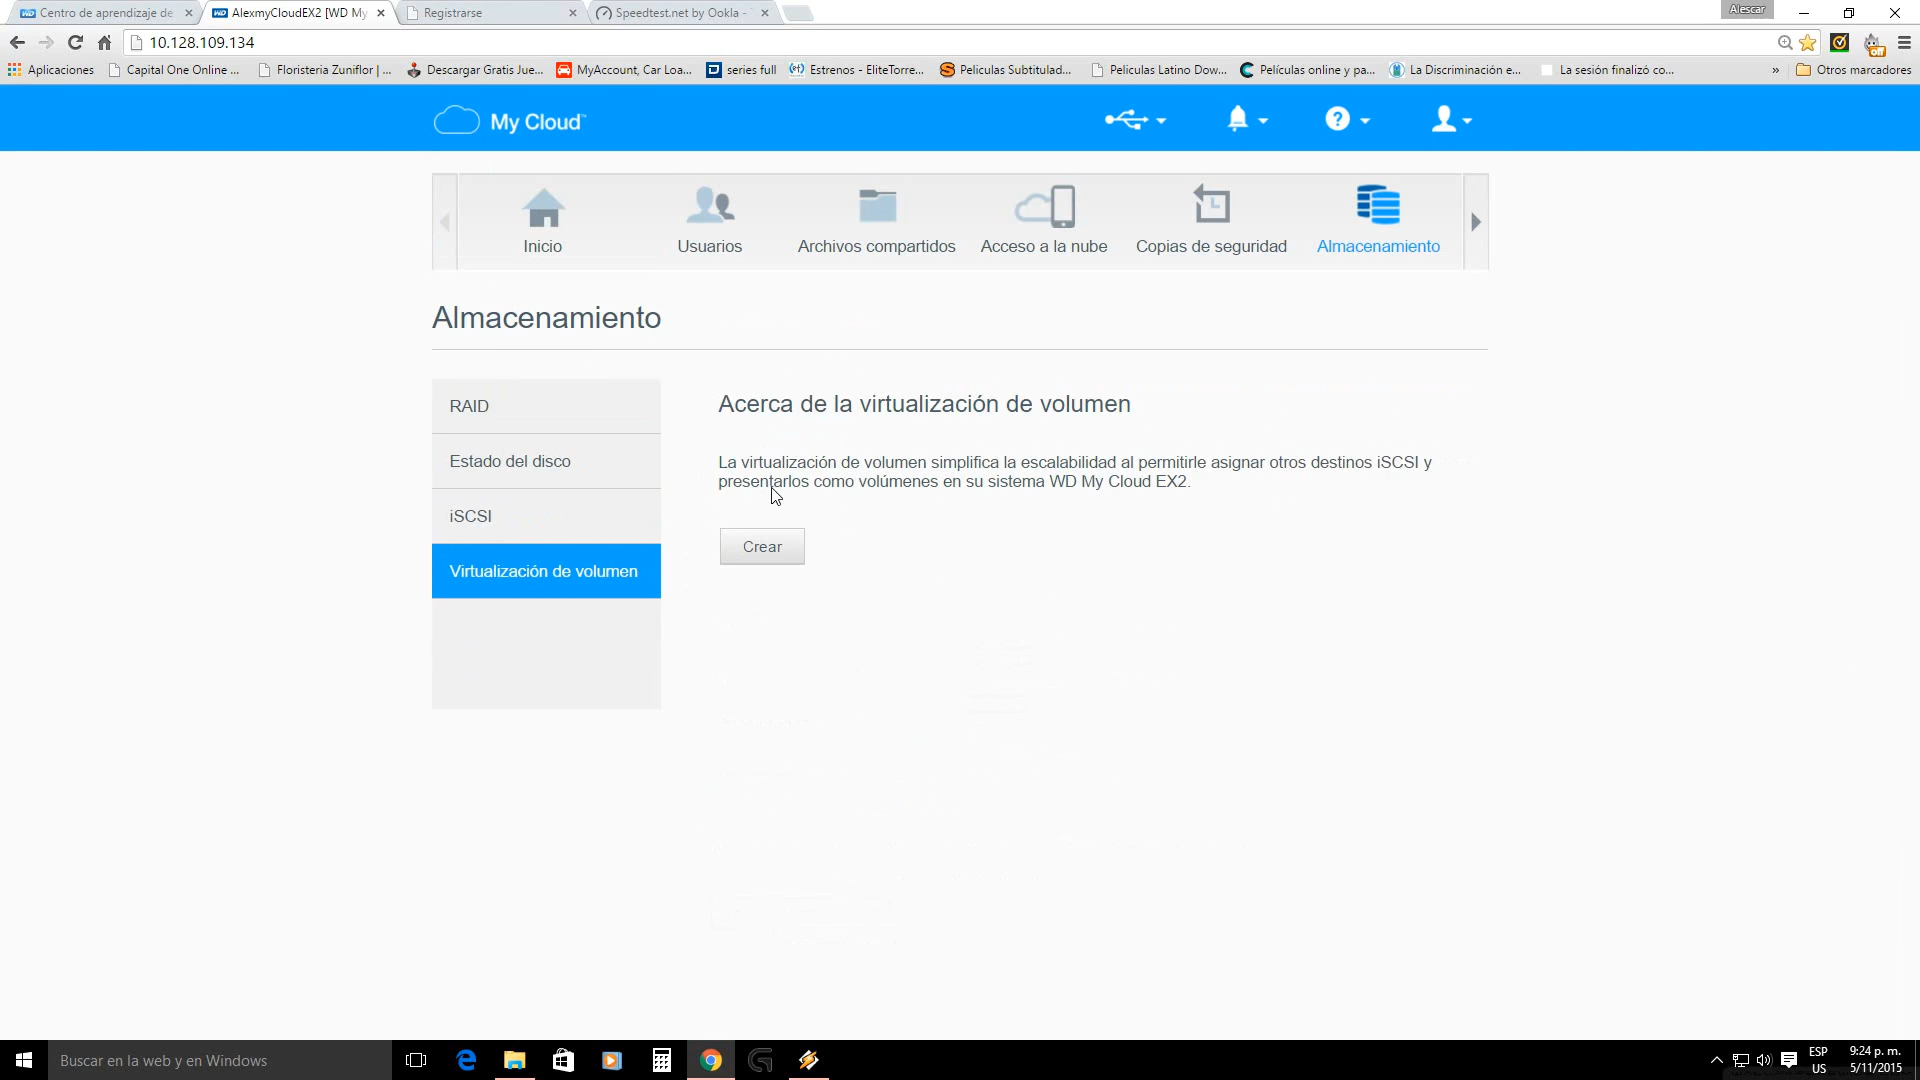 Centro de aprendizaje de
AlexmyCloudEX2 [WD My
Registrarse
Speedtest.net by Ookla -
Alescar
10.128.109.134
Aplicaciones
Capital One Online ...
Floristeria Zuniflor | ...
Descargar Gratis Jue...
MyAccount, Car Loa...
series full
Estrenos - EliteTorre...
Peliculas Subtitulad...
Peliculas Latino Dow...
Películas online y pa...
La Discriminación e...
La sesión finalizó co...
»
Otros marcadores
My Cloud
Inicio
Usuarios
Archivos compartidos
Acceso a la nube
Copias de seguridad
Almacenamiento
Almacenamiento
RAID
Estado del disco
iSCSI
Virtualización de volumen
Acerca de la virtualización de volumen
La virtualización de volumen simplifica la escalabilidad al permitirle asignar otros destinos iSCSI y
presentarlos como volúmenes en su sistema WD My Cloud EX2.
Crear
Buscar en la web y en Windows
ESP
US
9:24 p. m.
5/11/2015